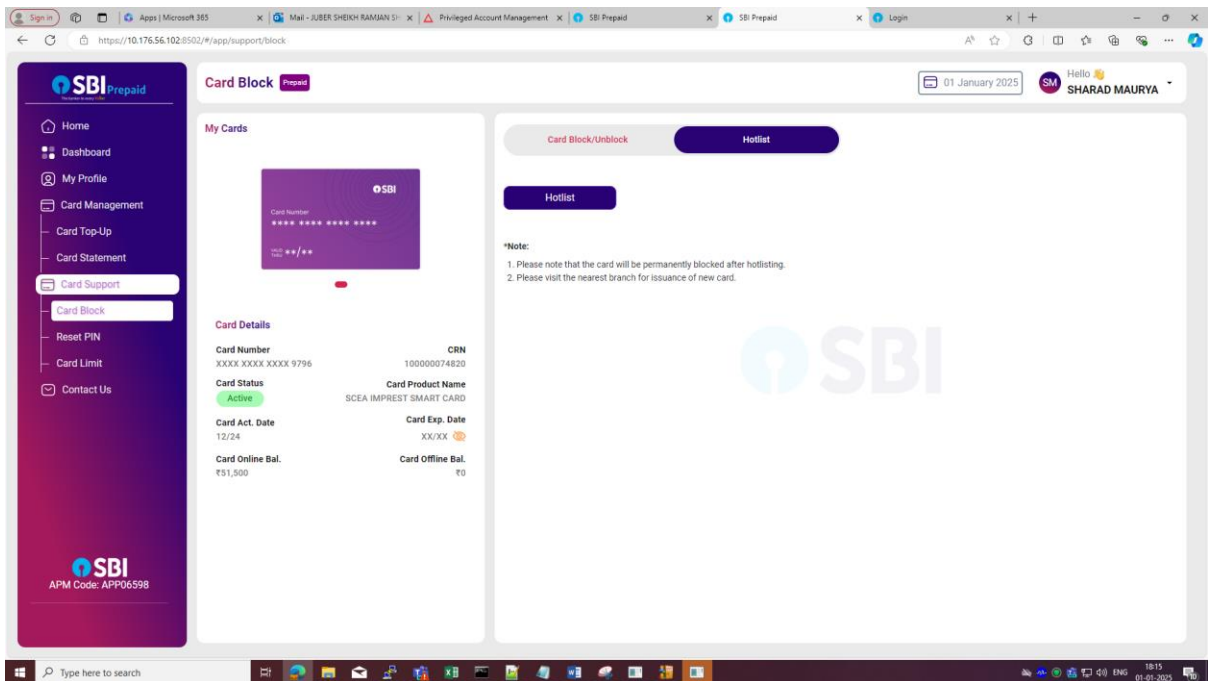 Sign in
Apps | Microsoft 365
Mail - JUBER SHEIKH RAMJAN SH
Privileged Account Management
SBI Prepaid
SBI Prepaid
Login
https://10.176.56.102:8502/#/app/support/block
SBI Prepaid
Card Block Prepaid
01 January 2025
SM
Hello 👋
SHARAD MAURYA
Home
Dashboard
My Profile
Card Management
Card Top-Up
Card Statement
Card Support
Card Block
Reset PIN
Card Limit
Contact Us
SBI
APM Code: APP06598
My Cards
SBI
Card Number
**** **** **** ****
VALID THRU **/**
Card Details
Card Number CRN
XXXX XXXX XXXX 9796 100000074820
Card Status Card Product Name
Active SCEA IMPREST SMART CARD
Card Act. Date Card Exp. Date
12/24 XX/XX
Card Online Bal. Card Offline Bal.
₹51,500 ₹0
Card Block/Unblock Hotlist
Hotlist
*Note:
1. Please note that the card will be permanently blocked after hotlisting.
2. Please visit the nearest branch for issuance of new card.
SBI
Type here to search
ENG
18:15
01-01-2025